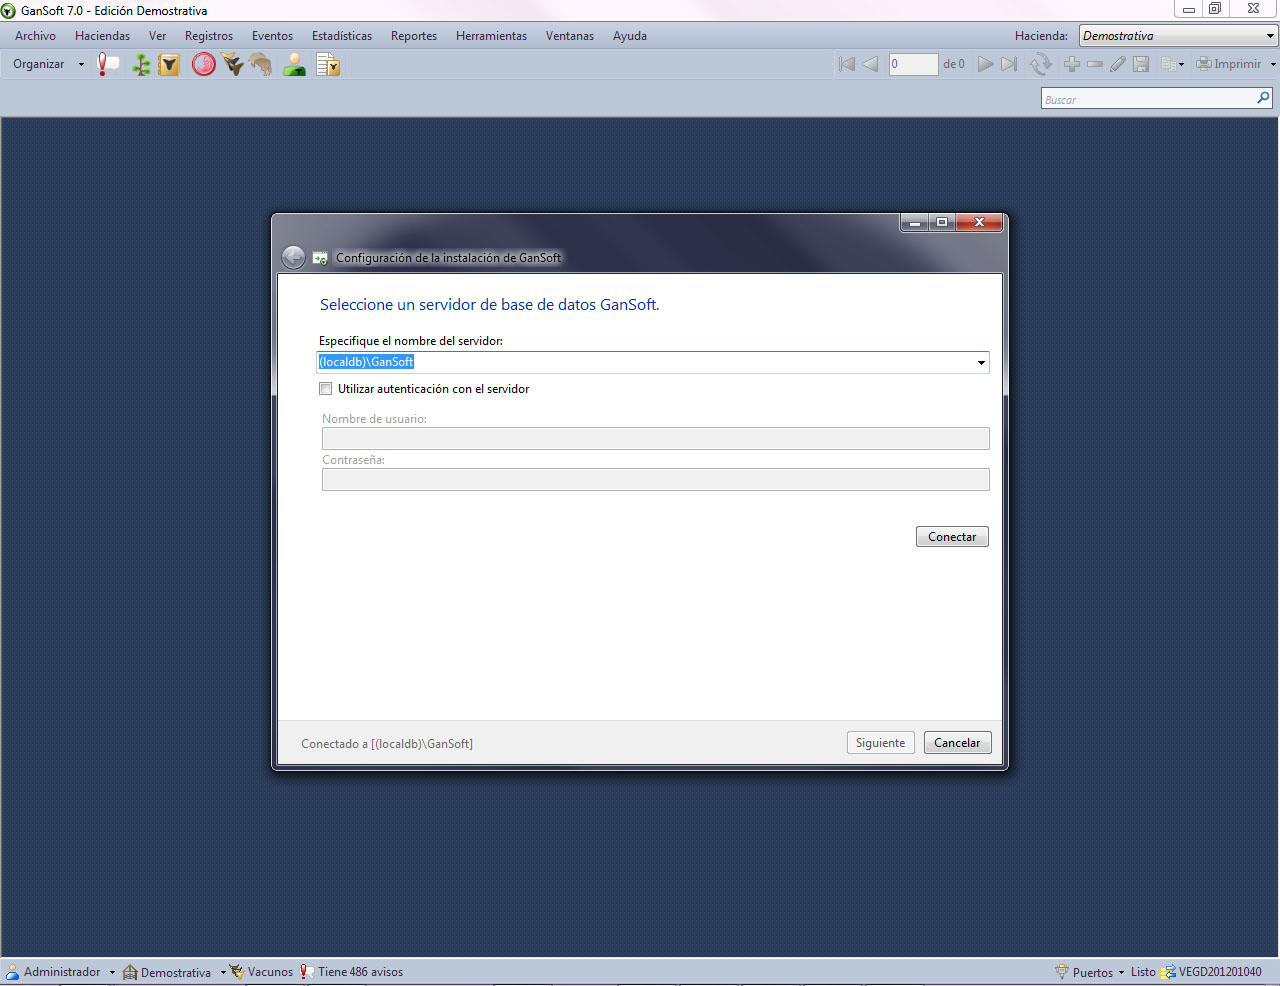 GanSoft 7.0 - Edición Demostrativa
Archivo Haciendas Ver Registros Eventos Estadísticas Reportes Herramientas Ventanas Ayuda Hacienda: Demostrativa
Organizar 0 de 0 Imprimir
Buscar
Configuración de la instalación de GanSoft
Seleccione un servidor de base de datos GanSoft.
Especifique el nombre del servidor:
(localdb)\GanSoft
Utilizar autenticación con el servidor
Nombre de usuario:
Contraseña:
Conectar
Conectado a [(localdb)\GanSoft] Siguiente Cancelar
Administrador Demostrativa Vacunos Tiene 486 avisos Puertos Listo VEGD201201040